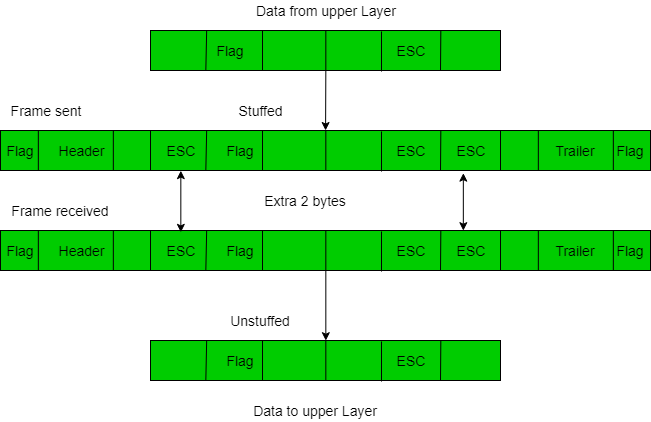 Data from upper Layer
Flag ESC
Frame sent Stuffed
Flag Header ESC Flag ESC ESC Trailer Flag
Extra 2 bytes
Frame received
Flag Header ESC Flag ESC ESC Trailer Flag
Unstuffed
Flag ESC
Data to upper Layer